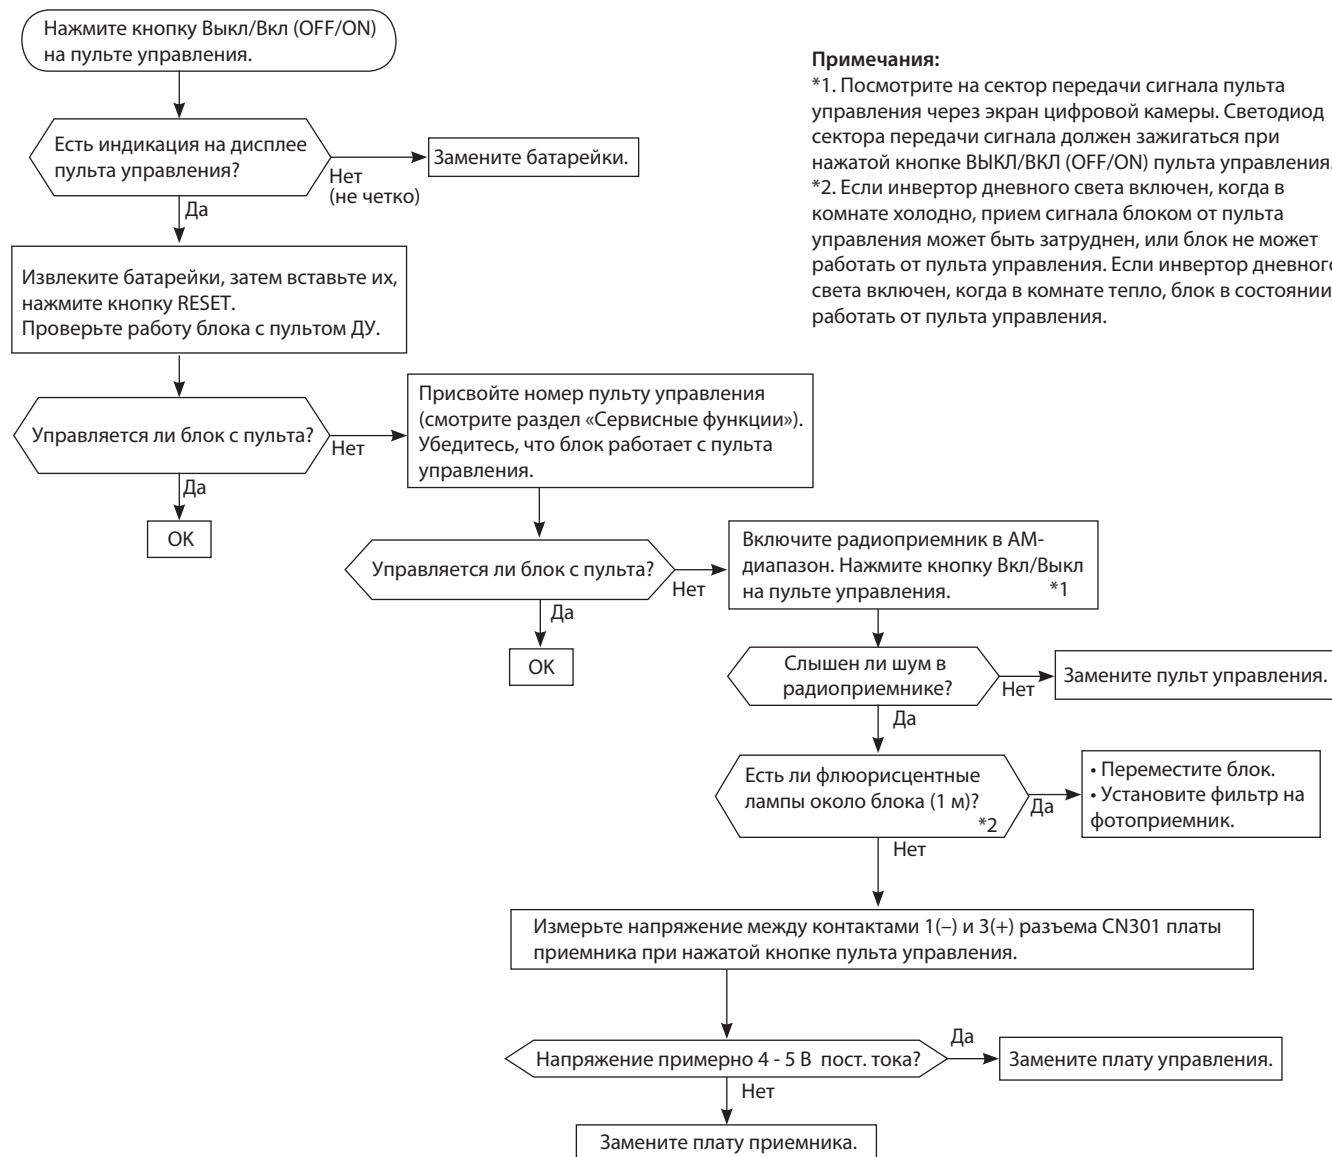 Нажмите кнопку Выкл/Вкл (OFF/ON)
на пульте управления.
Есть индикация на дисплее
пульта управления?
Нет
(не четко)
Замените батарейки.
Да
Извлеките батарейки, затем вставьте их,
нажмите кнопку RESET.
Проверьте работу блока с пультом ДУ.
Управляется ли блок с пульта?
Нет
Да
OK
Присвойте номер пульту управления
(смотрите раздел «Сервисные функции»).
Убедитесь, что блок работает с пульта
управления.
Управляется ли блок с пульта?
Нет
Да
OK
Включите радиоприемник в АМ-
диапазон. Нажмите кнопку Вкл/Выкл
на пульте управления. *1
Слышен ли шум в
радиоприемнике?
Нет
Замените пульт управления.
Да
Есть ли флюорисцентные
лампы около блока (1 м)?
*2
Да
• Переместите блок.
• Установите фильтр на
фотоприемник.
Нет
Измерьте напряжение между контактами 1(–) и 3(+) разъема CN301 платы
приемника при нажатой кнопке пульта управления.
Напряжение примерно 4 - 5 В пост. тока?
Да
Замените плату управления.
Нет
Замените плату приемника.
Примечания:
*1. Посмотрите на сектор передачи сигнала пульта
управления через экран цифровой камеры. Светодиод
сектора передачи сигнала должен зажигаться при
нажатой кнопке ВЫКЛ/ВКЛ (OFF/ON) пульта управления.
*2. Если инвертор дневного света включен, когда в
комнате холодно, прием сигнала блоком от пульта
управления может быть затруднен, или блок не может
работать от пульта управления. Если инвертор дневного
света включен, когда в комнате тепло, блок в состоянии
работать от пульта управления.